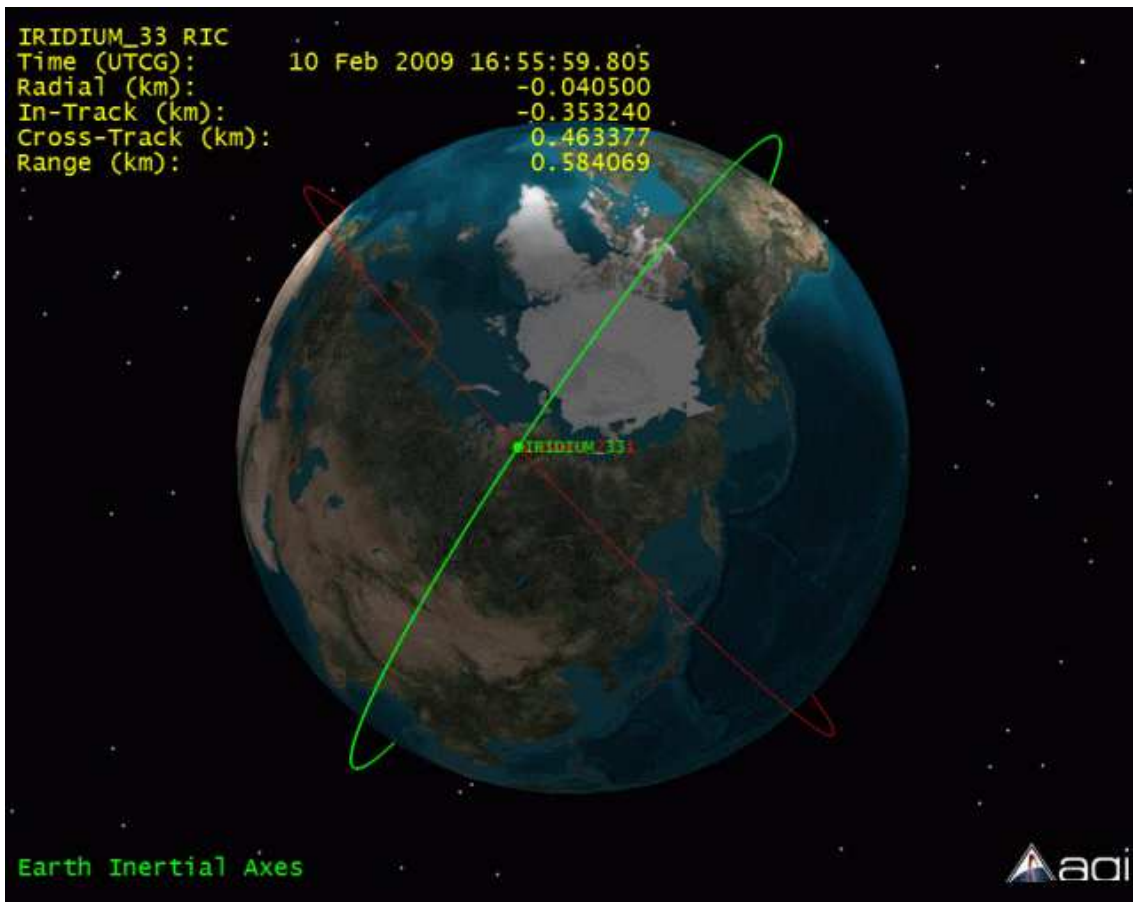 IRIDIUM_33 RIC
Time (UTCG): 10 Feb 2009 16:55:59.805
Radial (km): -0.040500
In-Track (km): -0.353240
Cross-Track (km): 0.463377
Range (km): 0.584069
IRIDIUM_33
Earth Inertial Axes
agi